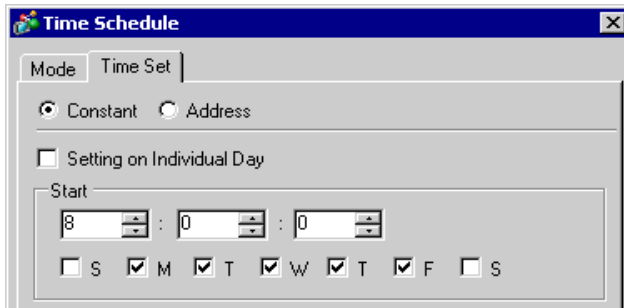 Time Schedule
Mode Time Set
Constant Address
Setting on Individual Day
Start
8 : 0 : 0
S M T W T F S